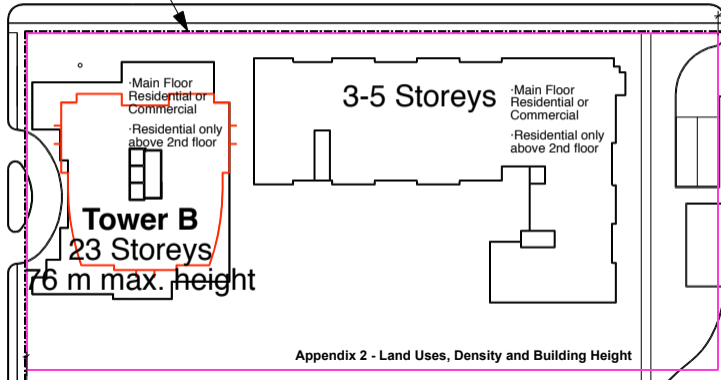 ·Main Floor
Residential or
Commercial
·Residential only
above 2nd floor
Tower B
23 Storeys
76 m max. height
3-5 Storeys
·Main Floor
Residential or
Commercial
·Residential only
above 2nd floor
Appendix 2 - Land Uses, Density and Building Height